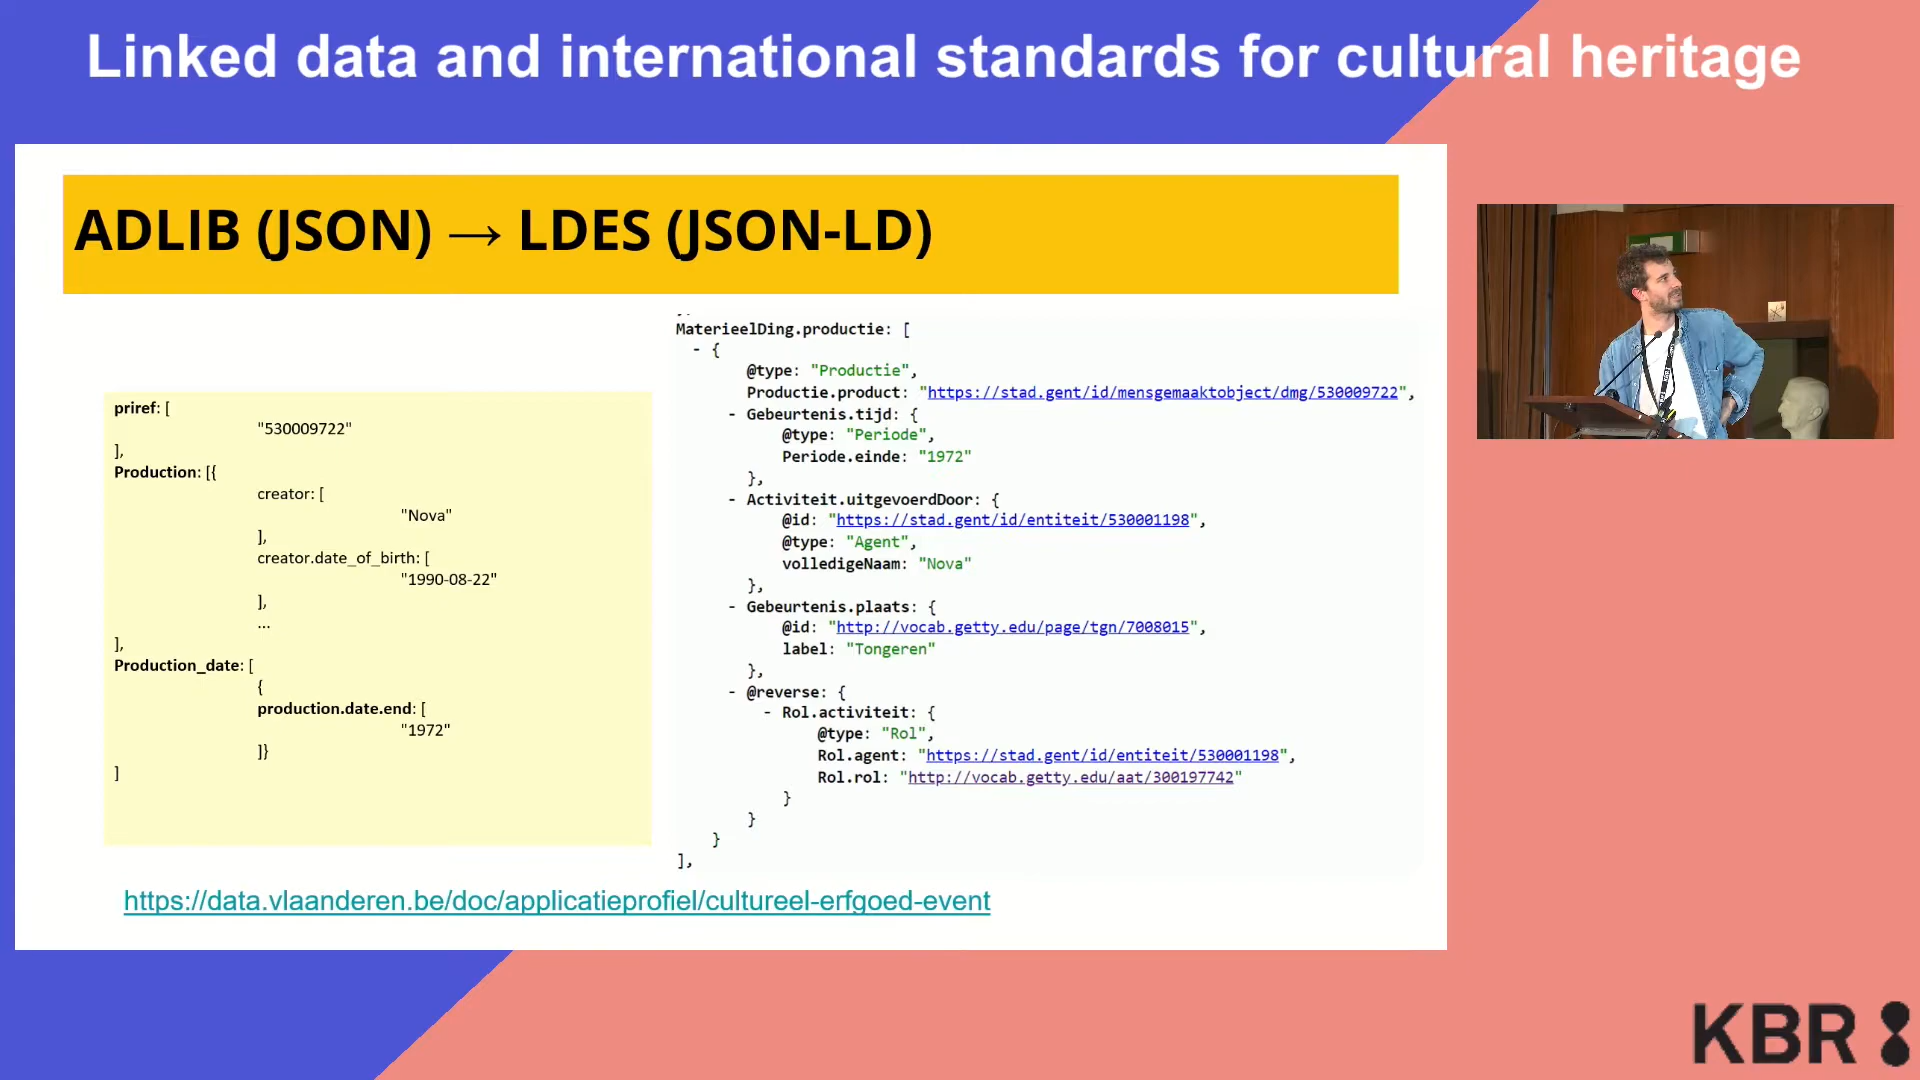 Linked data and international standards for cultural heritage
ADLIB (JSON) → LDES (JSON-LD)
priref: [
"530009722"
],
Production: [{
creator: [
"Nova"
],
creator.date_of_birth: [
"1990-08-22"
],
...
],
Production_date: [
{
production.date.end: [
"1972"
]}
]
MaterieelDing.productie: [
- {
@type: "Productie",
Productie.product: "https://stad.gent/id/mensgemaaktobject/dmg/530009722",
- Gebeurtenis.tijd: {
@type: "Periode",
Periode.einde: "1972"
},
- Activiteit.uitgevoerdDoor: {
@id: "https://stad.gent/id/entiteit/530001198",
@type: "Agent",
volledigeNaam: "Nova"
},
- Gebeurtenis.plaats: {
@id: "http://vocab.getty.edu/page/tgn/7008015",
label: "Tongeren"
},
- @reverse: {
- Rol.activiteit: {
@type: "Rol",
Rol.agent: "https://stad.gent/id/entiteit/530001198",
Rol.rol: "http://vocab.getty.edu/aat/300197742"
}
}
}
],
https://data.vlaanderen.be/doc/applicatieprofiel/cultureel-erfgoed-event
KBR